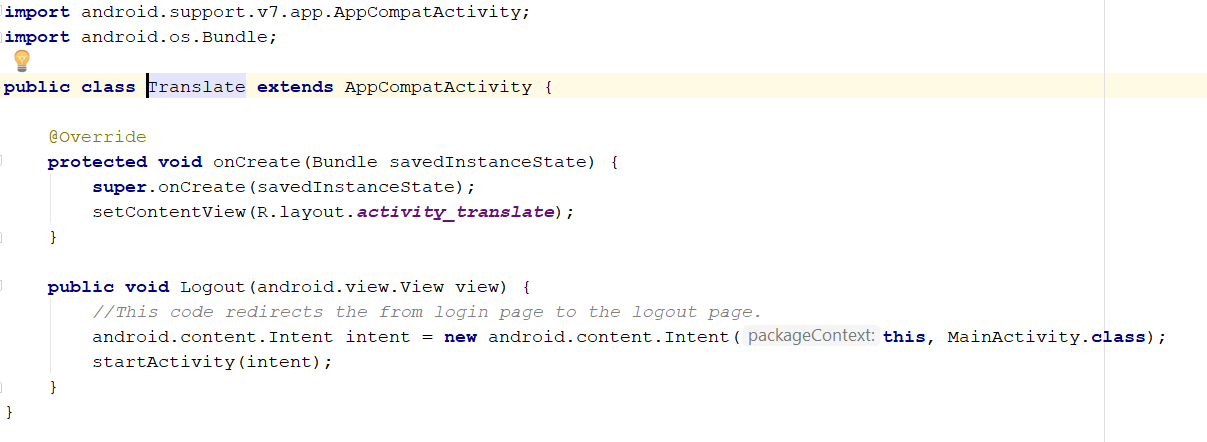 import android.support.v7.app.AppCompatActivity;
import android.os.Bundle;
public class Translate extends AppCompatActivity {
@Override
protected void onCreate(Bundle savedInstanceState) {
super.onCreate(savedInstanceState);
setContentView(R.layout.activity_translate);
}
public void Logout(android.view.View view) {
//This code redirects the from login page to the logout page.
android.content.Intent intent = new android.content.Intent( packageContext: this, MainActivity.class);
startActivity(intent);
}
}